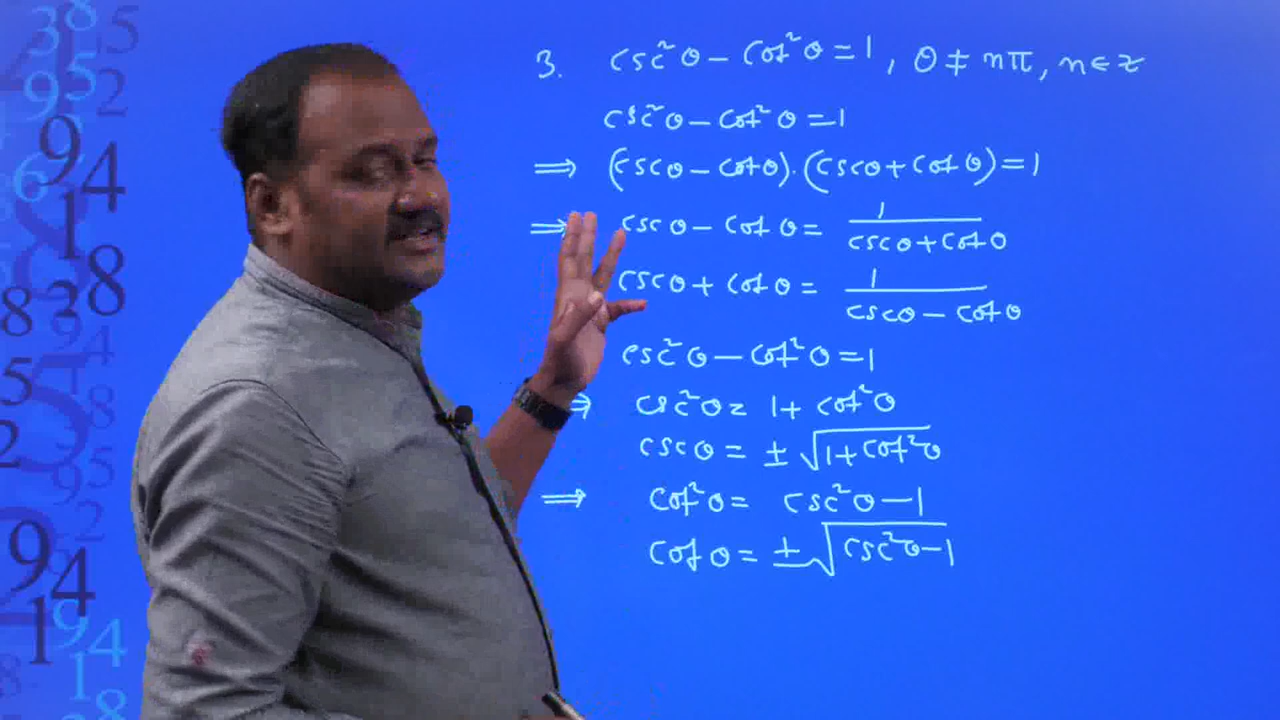 3. csc²θ − cot²θ = 1, θ ≠ nπ, n ∈ z
csc²θ − cot²θ = 1
⇒ (cscθ − cotθ).(cscθ + cotθ) = 1
⇒ cscθ − cotθ = 1/(cscθ + cotθ)
cscθ + cotθ = 1/(cscθ − cotθ)
csc²θ − cot²θ = 1
⇒ csc²θ = 1 + cot²θ
cscθ = ± √(1 + cot²θ)
⇒ cot²θ = csc²θ − 1
cotθ = ± √(csc²θ − 1)